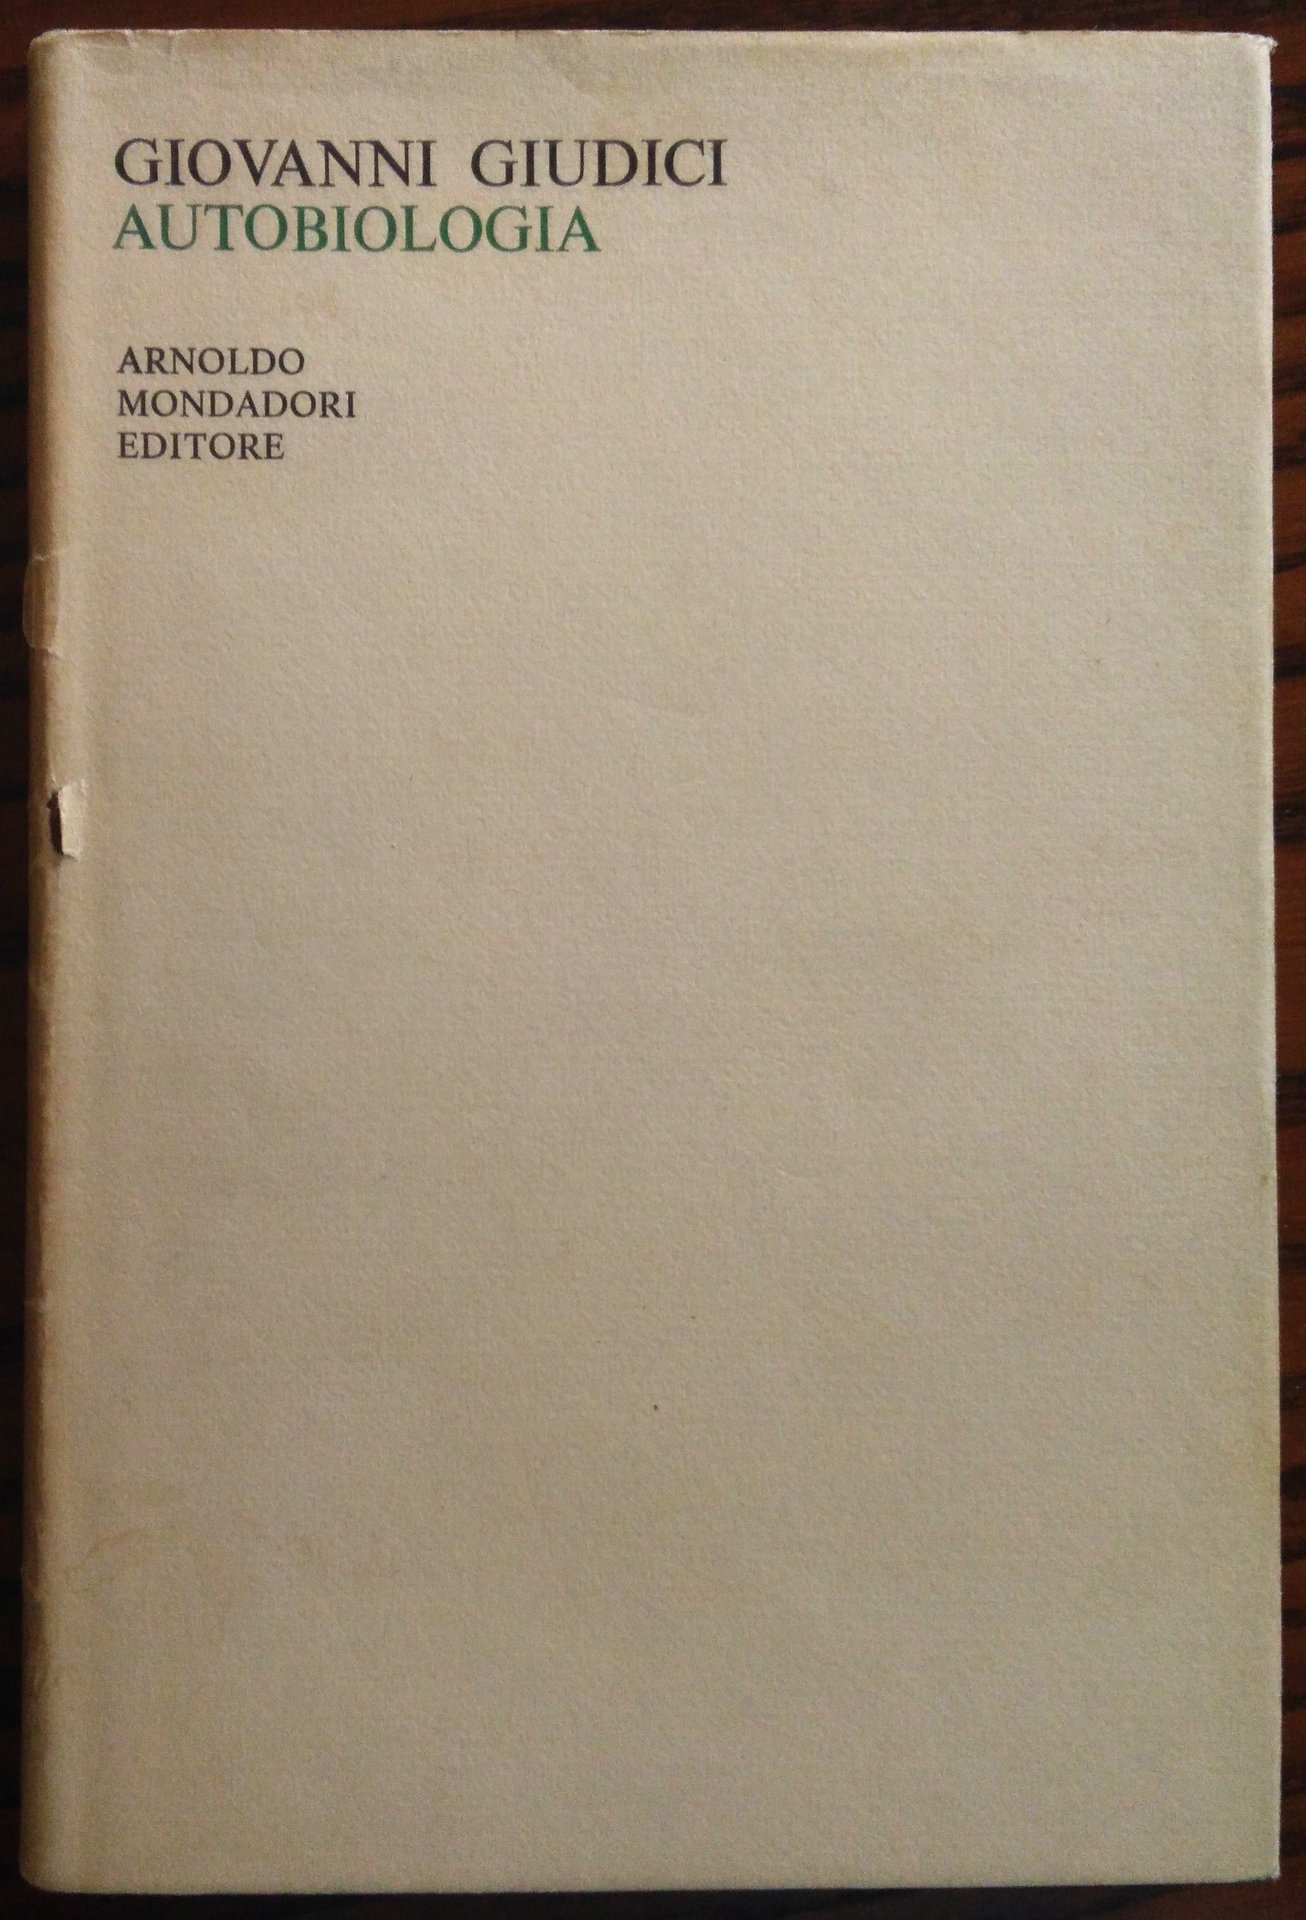 GIOVANNI GIUDICI
AUTOBIOLOGIA
ARNOLDO
MONDADORI
EDITORE